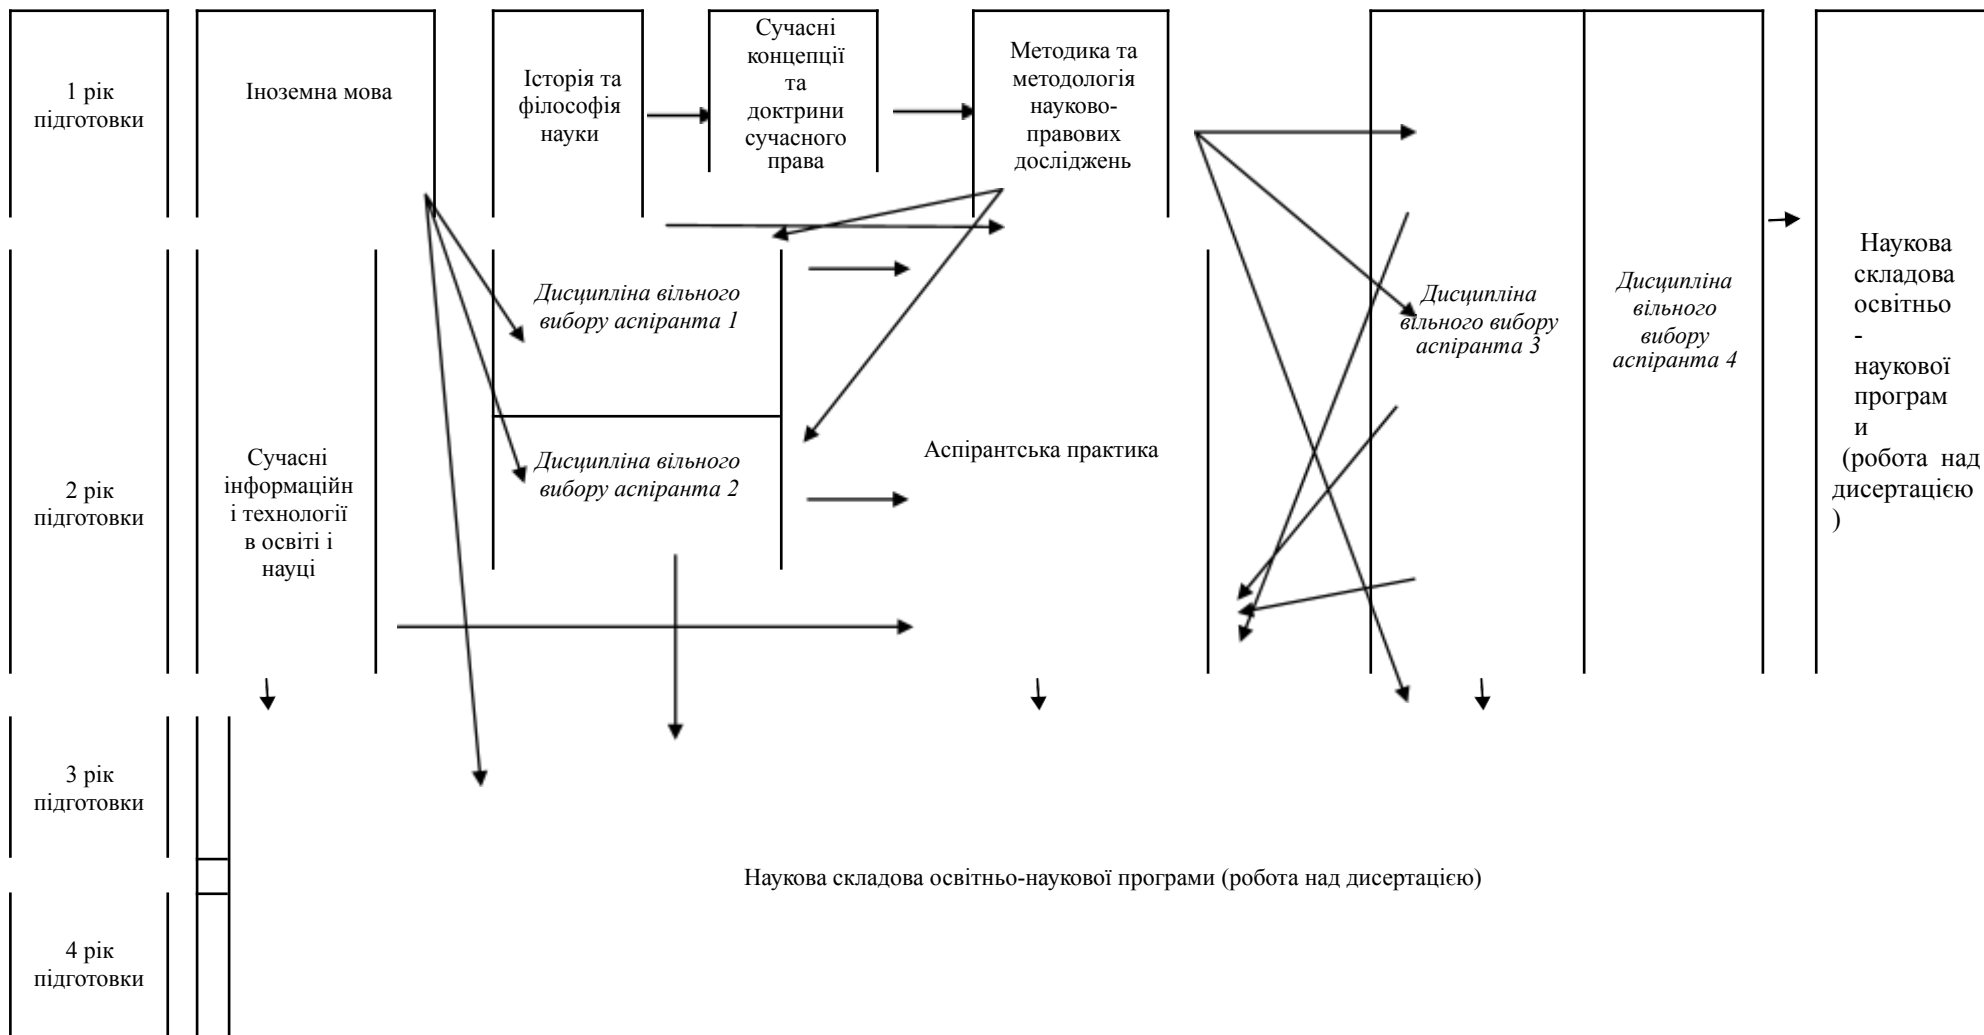 1 рік
підготовки
Іноземна мова
Історія та
філософія
науки
Сучасні
концепції
та
доктрини
сучасного
права
Методика та
методологія
науково-
правових
досліджень
2 рік
підготовки
Сучасні
інформаційн
і технології
в освіті і
науці
Дисципліна вільного
вибору аспіранта 1
Дисципліна вільного
вибору аспіранта 2
Аспірантська практика
Дисципліна
вільного вибору
аспіранта 3
Дисципліна
вільного
вибору
аспіранта 4
Наукова
складова
освітньо
-
наукової
програм
и
(робота над
дисертацією
)
3 рік
підготовки
Наукова складова освітньо-наукової програми (робота над дисертацією)
4 рік
підготовки